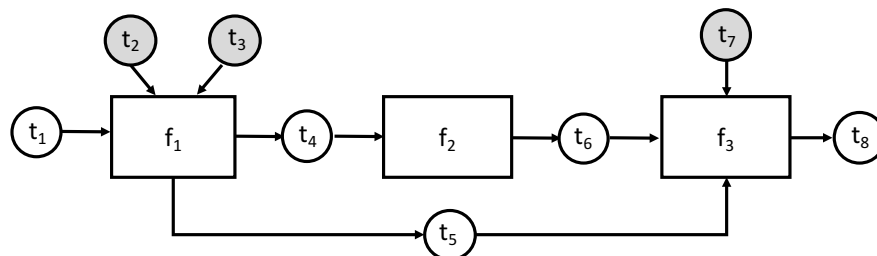 t₂
t₃
t₇
t₁
f₁
t₄
f₂
t₆
f₃
t₈
t₅